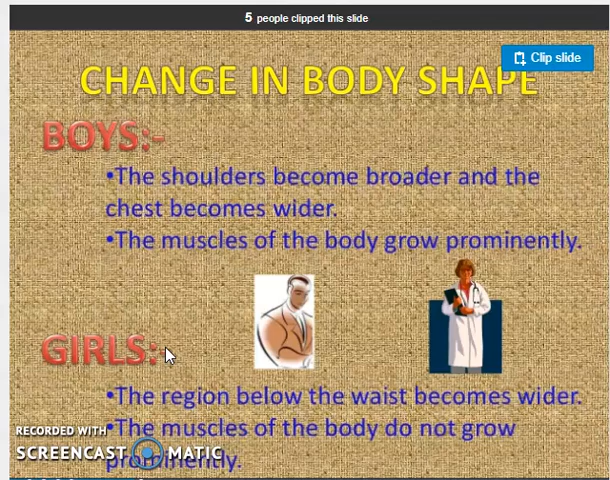 5 people clipped this slide
Clip slide
CHANGE IN BODY SHAPE
BOYS:-
•The shoulders become broader and the
chest becomes wider.
•The muscles of the body grow prominently.
GIRLS:-
•The region below the waist becomes wider.
•The muscles of the body do not grow
prominently.
RECORDED WITH
SCREENCAST MATIC